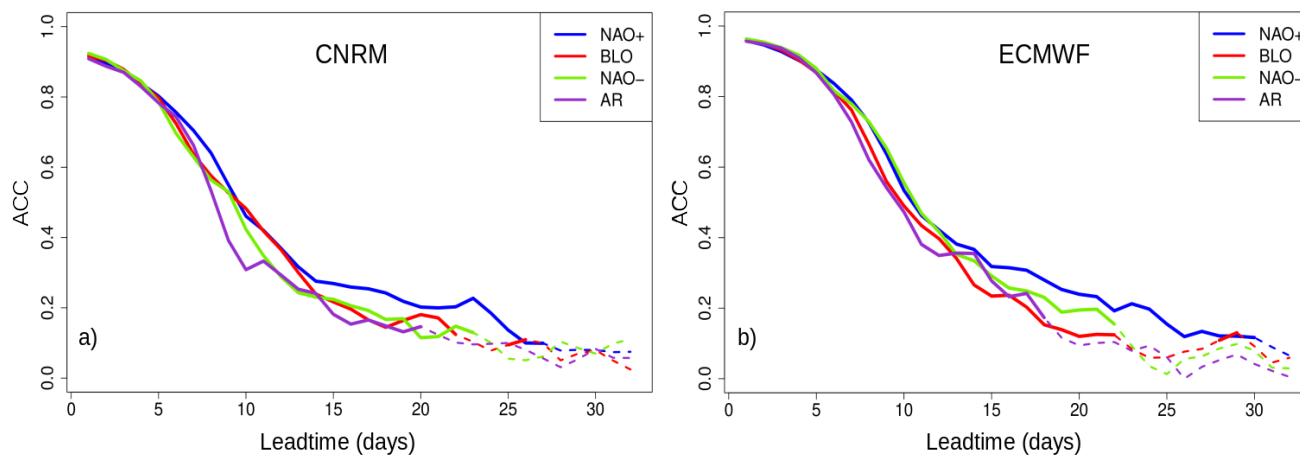 CNRM
NAO+
BLO
NAO−
AR
ACC
0.0
0.2
0.4
0.6
0.8
1.0
a)
0
5
10
15
20
25
30
Leadtime (days)
ECMWF
NAO+
BLO
NAO−
AR
ACC
0.0
0.2
0.4
0.6
0.8
1.0
b)
0
5
10
15
20
25
30
Leadtime (days)